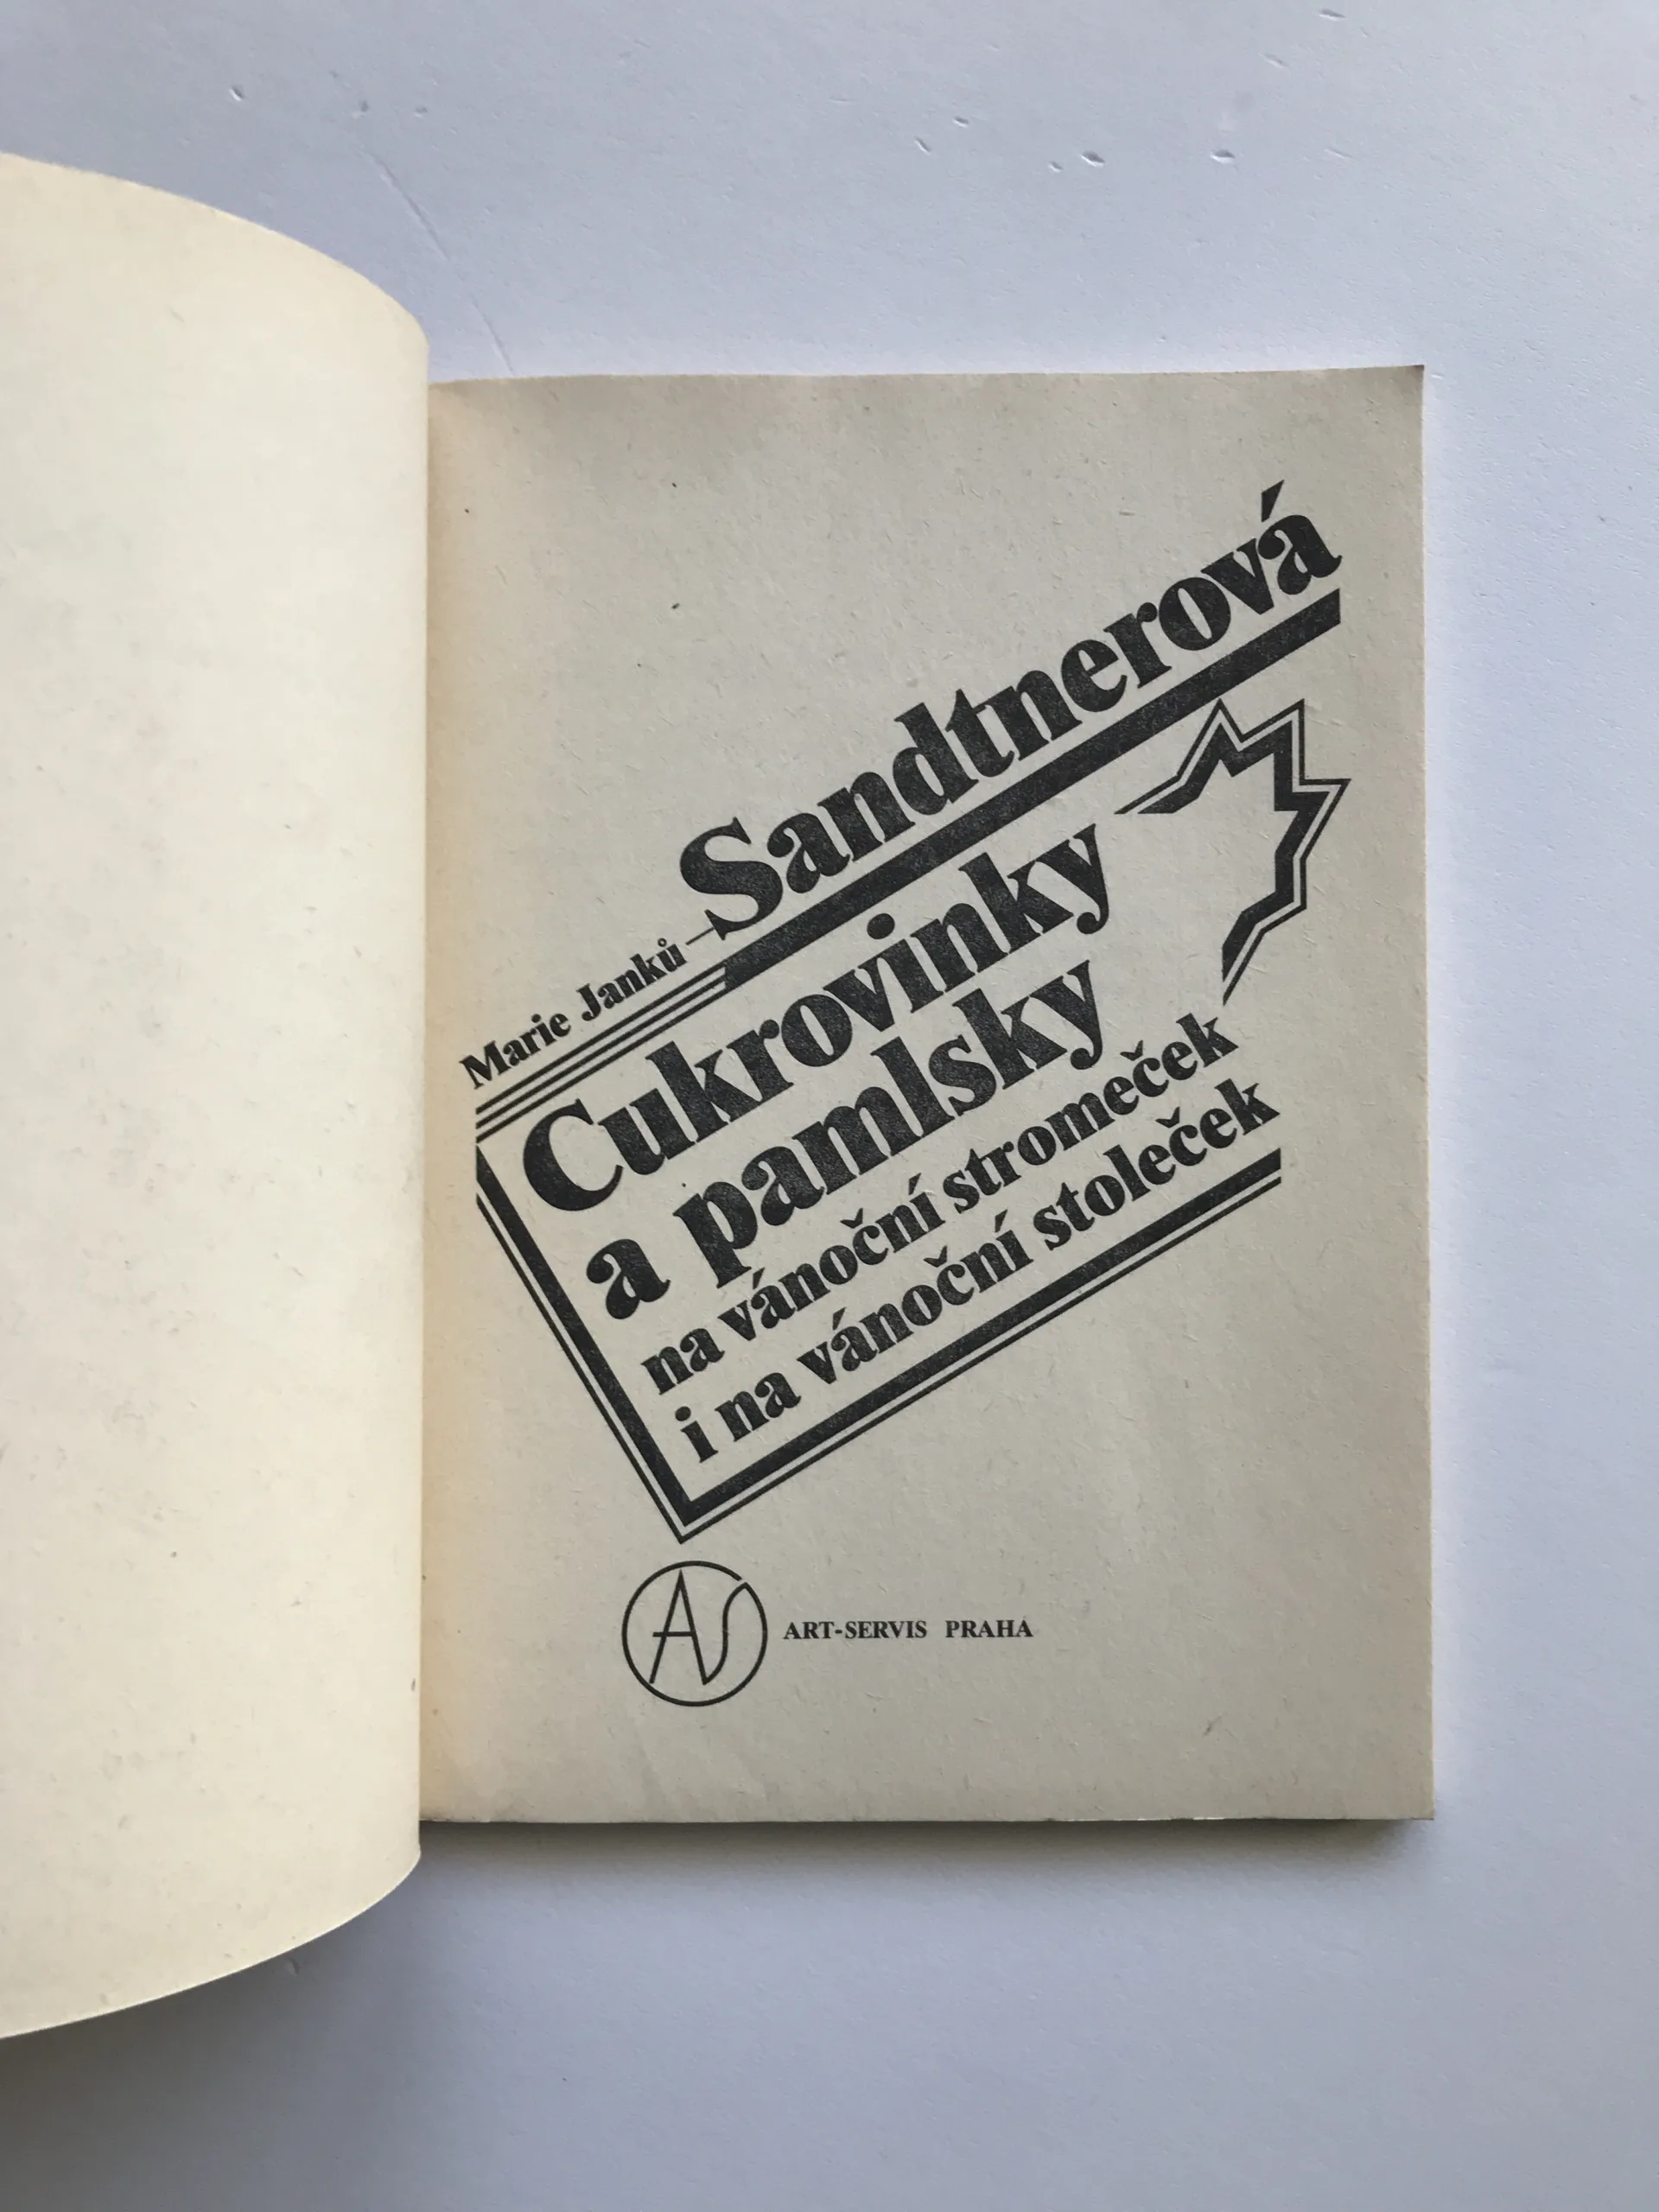 Marie Janků-Sandtnerová
Cukrovinky
a pamlsky
na vánoční stromeček
i na vánoční stoleček
AS
ART-SERVIS PRAHA